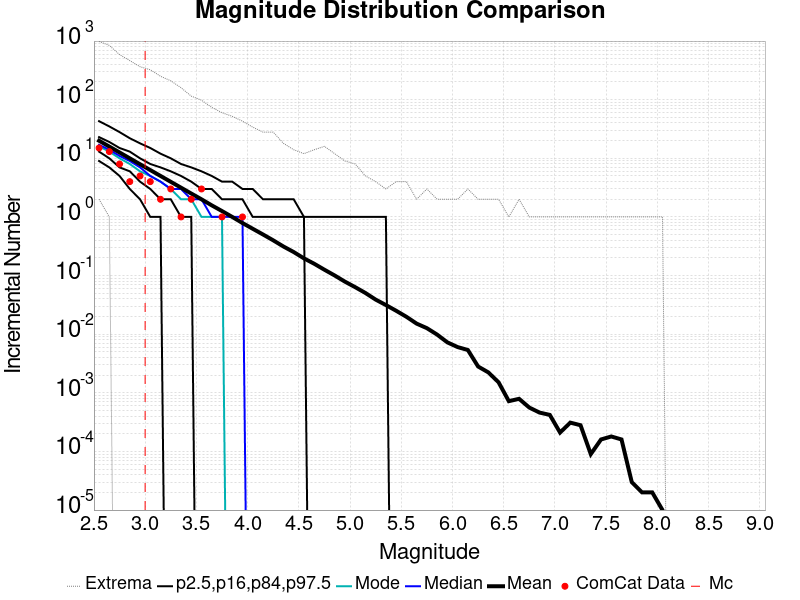 Magnitude Distribution Comparison
10^3
10^2
10^1
10^0
10^-1
10^-2
10^-3
10^-4
10^-5
Incremental Number
2.5 3.0 3.5 4.0 4.5 5.0 5.5 6.0 6.5 7.0 7.5 8.0 8.5 9.0
Magnitude
Extrema p2.5,p16,p84,p97.5 Mode Median Mean ComCat Data Mc